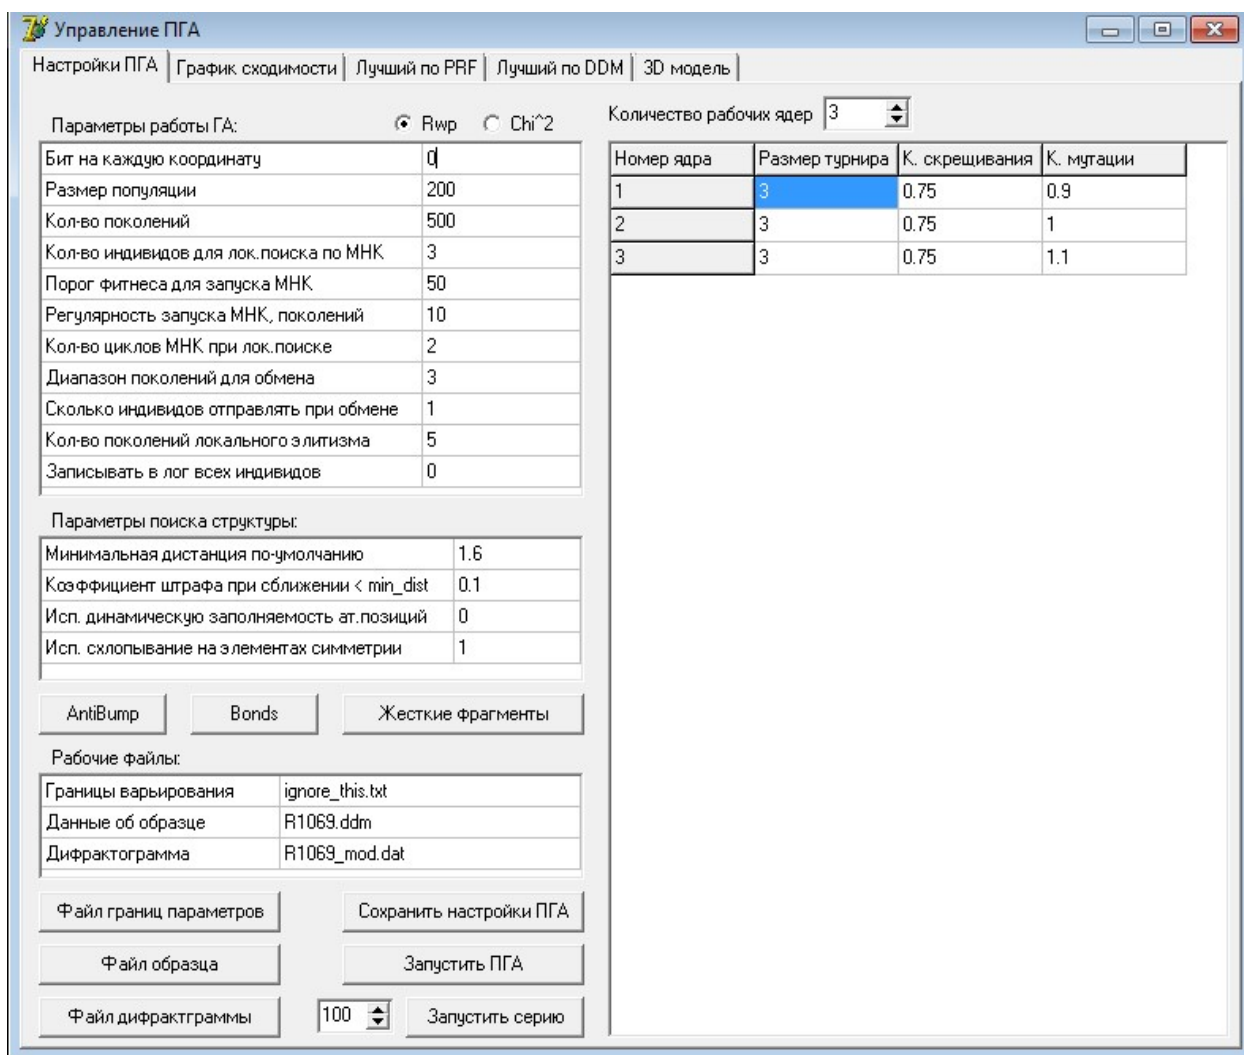 Управление ПГА
Настройки ПГА График сходимости Лучший по PRF Лучший по DDM 3D модель
Параметры работы ГА: Rwp Chi^2
Бит на каждую координату 0
Размер популяции 200
Кол-во поколений 500
Кол-во индивидов для лок.поиска по МНК 3
Порог фитнеса для запуска МНК 50
Регулярность запуска МНК, поколений 10
Кол-во циклов МНК при лок.поиске 2
Диапазон поколений для обмена 3
Сколько индивидов отправлять при обмене 1
Кол-во поколений локального элитизма 5
Записывать в лог всех индивидов 0
Параметры поиска структуры:
Минимальная дистанция по-умолчанию 1.6
Коэффициент штрафа при сближении < min_dist 0.1
Исп. динамическую заполняемость ат.позиций 0
Исп. схлопывание на элементах симметрии 1
AntiBump Bonds Жесткие фрагменты
Рабочие файлы:
Границы варьирования ignore_this.txt
Данные об образце R1069.ddm
Дифрактограмма R1069_mod.dat
Файл границ параметров Сохранить настройки ПГА
Файл образца Запустить ПГА
Файл дифрактграммы 100 Запустить серию
Количество рабочих ядер 3
Номер ядра Размер турнира К. скрещивания К. мутации
1 3 0.75 0.9
2 3 0.75 1
3 3 0.75 1.1